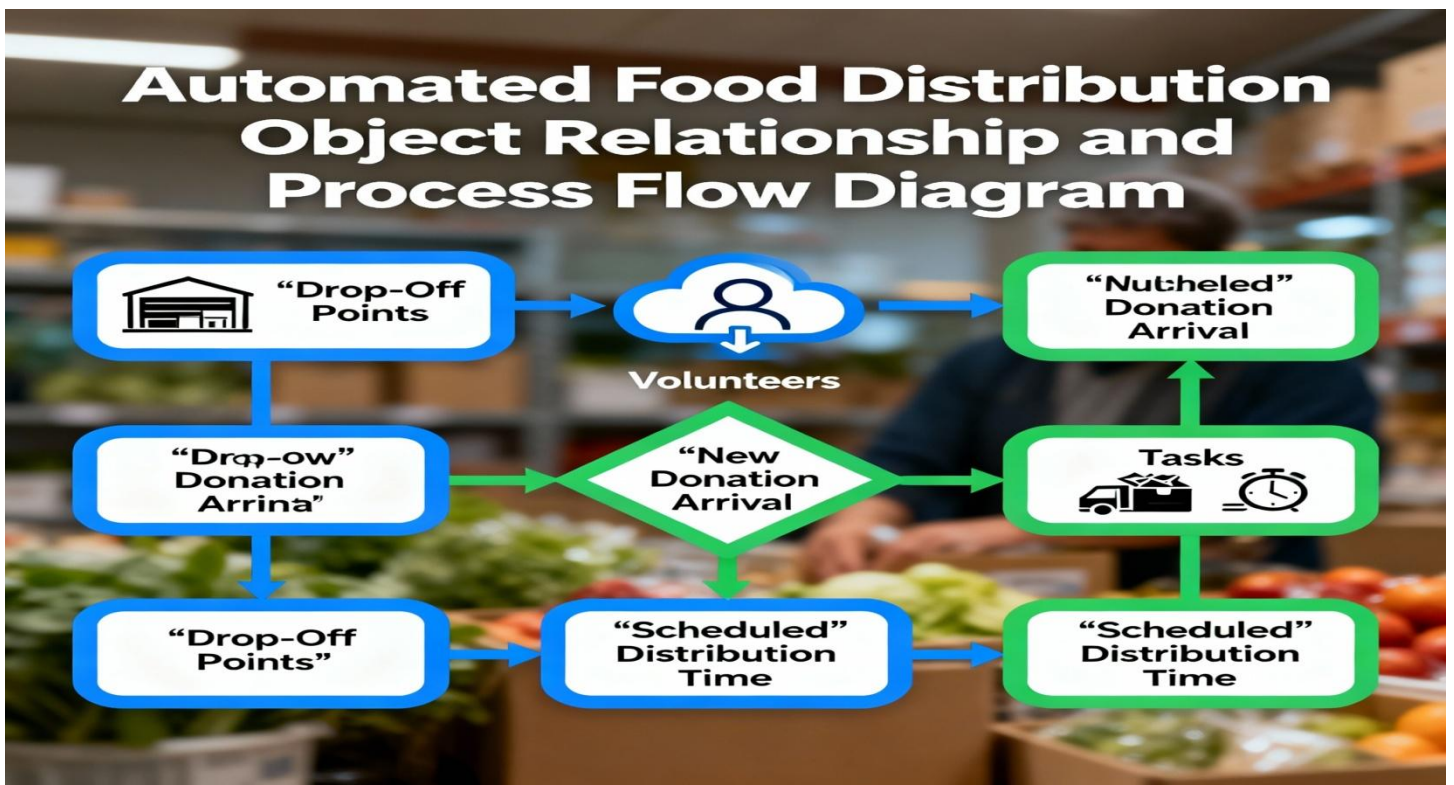 Automated Food Distribution
Object Relationship and
Process Flow Diagram
“Drop-Off
Points
Volunteers
Donation
Arrival
Donation
“New
Donation
Arrival
Tasks
“Drop-Off
Points”
“Scheduled”
Distribution
Time
“Scheduled”
Distribution
Time